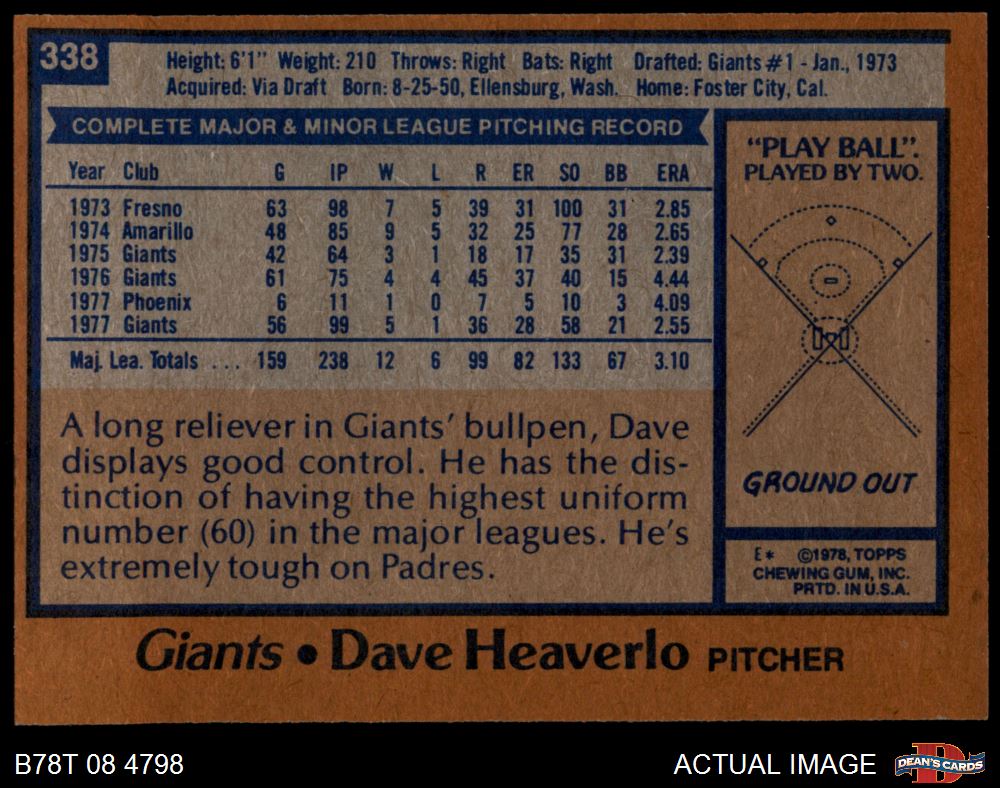 338
Height: 6'1" Weight: 210 Throws: Right Bats: Right Drafted: Giants #1 - Jan., 1973
Acquired: Via Draft Born: 8-25-50, Ellensburg, Wash. Home: Foster City, Cal.
COMPLETE MAJOR & MINOR LEAGUE PITCHING RECORD
Year Club G IP W L R ER SO BB ERA
1973 Fresno 63 98 7 5 39 31 100 31 2.85
1974 Amarillo 48 85 9 5 32 25 77 28 2.65
1975 Giants 42 64 3 1 18 17 35 31 2.39
1976 Giants 61 75 4 4 45 37 40 15 4.44
1977 Phoenix 6 11 1 0 7 5 10 3 4.09
1977 Giants 56 99 5 1 36 28 58 21 2.55
Maj. Lea. Totals ... 159 238 12 6 99 82 133 67 3.10
A long reliever in Giants' bullpen, Dave
displays good control. He has the dis-
tinction of having the highest uniform
number (60) in the major leagues. He's
extremely tough on Padres.
"PLAY BALL".
PLAYED BY TWO.
GROUND OUT
E* ©1978, TOPPS
CHEWING GUM, INC.
PRTD. IN U.S.A.
Giants • Dave Heaverlo PITCHER
B78T 08 4798
ACTUAL IMAGE
D
DEAN'S CARDS